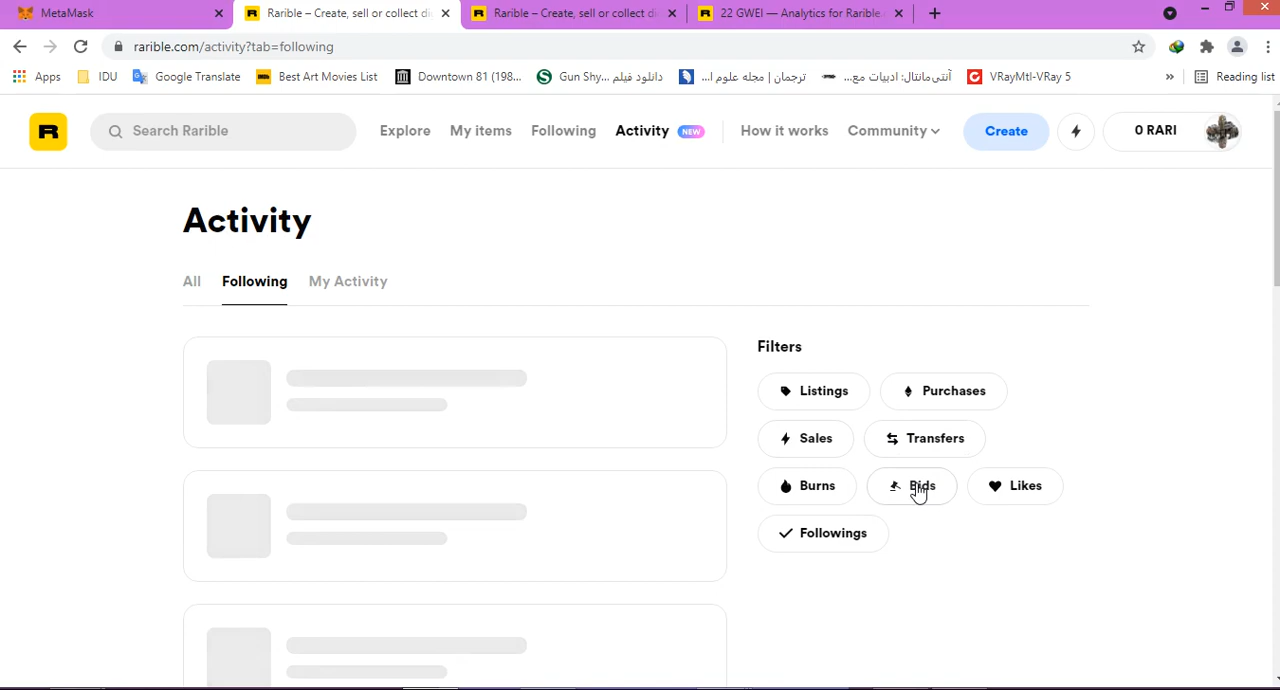 MetaMask
Rarible – Create, sell or collect di
Rarible – Create, sell or collect di
22 GWEI — Analytics for Rarible.
rarible.com/activity?tab=following
Apps
IDU
Google Translate
Best Art Movies List
Downtown 81 (198...
دانلود فیلم ...Gun Shy
ترجمان | مجله علوم ا...
آنتی‌مانتال: ادبیات مع...
VRayMtl-VRay 5
»
Reading list
R
Search Rarible
Explore
My items
Following
Activity
NEW
How it works
Community
Create
0 RARI
Activity
All
Following
My Activity
Filters
Listings
Purchases
Sales
Transfers
Burns
Bids
Likes
Followings